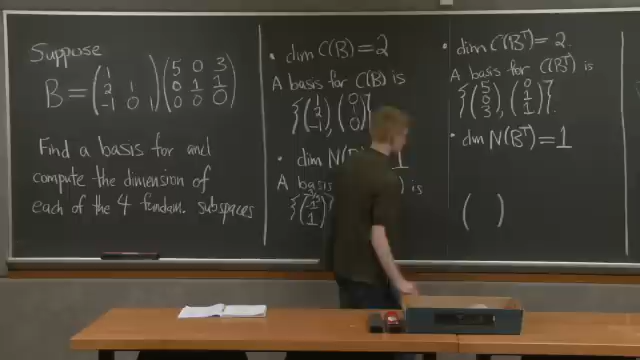 Suppose
B = ( 1 ; 2 1 ; -1 0 1 ) ( 5 0 3 ; 0 1 1 ; 0 0 0 )
Find a basis for and
compute the dimension of
each of the 4 fundam. subspaces
• dim C(B) = 2
A basis for C(B) is
{ ( 1 2 -1 ), ( 0 1 0 ) }
• dim N(B) 1
A basis is
• dim C(Bᵀ) = 2.
A basis for C(Bᵀ) is
{ ( 5 0 3 ), ( 0 1 1 ) }.
• dim N(Bᵀ) = 1
( )